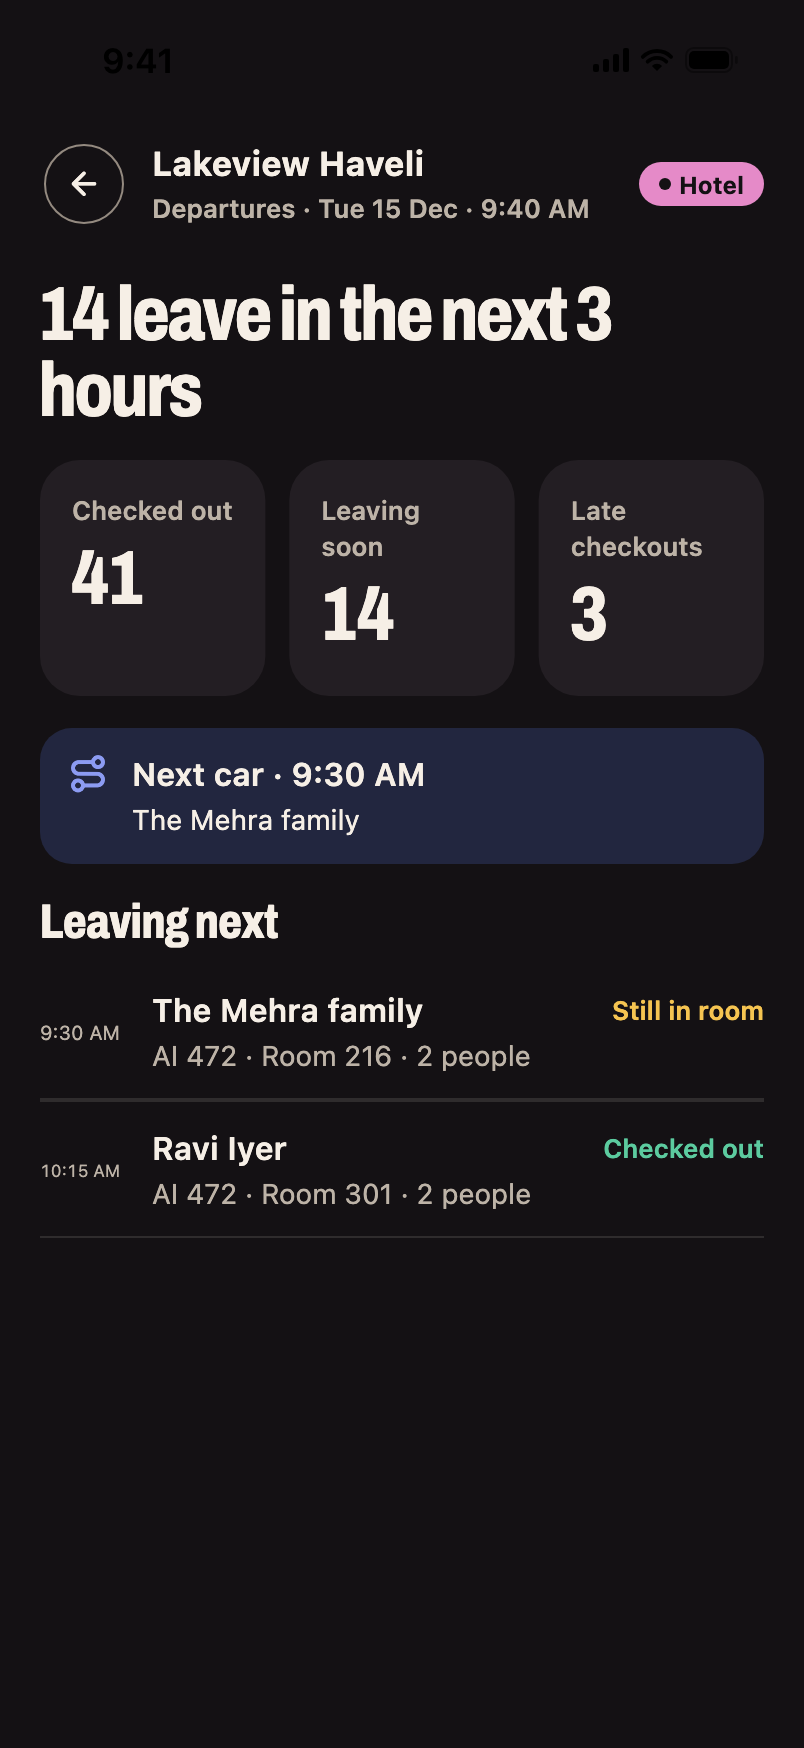 9:41
Lakeview Haveli
Departures · Tue 15 Dec · 9:40 AM
Hotel
14 leave in the next 3
hours
Checked out
41
Leaving
soon
14
Late
checkouts
3
Next car · 9:30 AM
The Mehra family
Leaving next
9:30 AM
The Mehra family
Still in room
AI 472 · Room 216 · 2 people
10:15 AM
Ravi Iyer
Checked out
AI 472 · Room 301 · 2 people